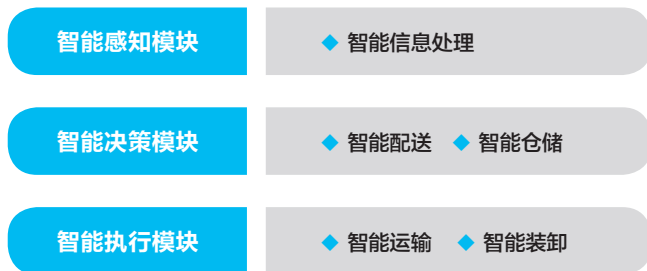 智能感知模块 ◆ 智能信息处理
智能决策模块 ◆ 智能配送 ◆ 智能仓储
智能执行模块 ◆ 智能运输 ◆ 智能装卸